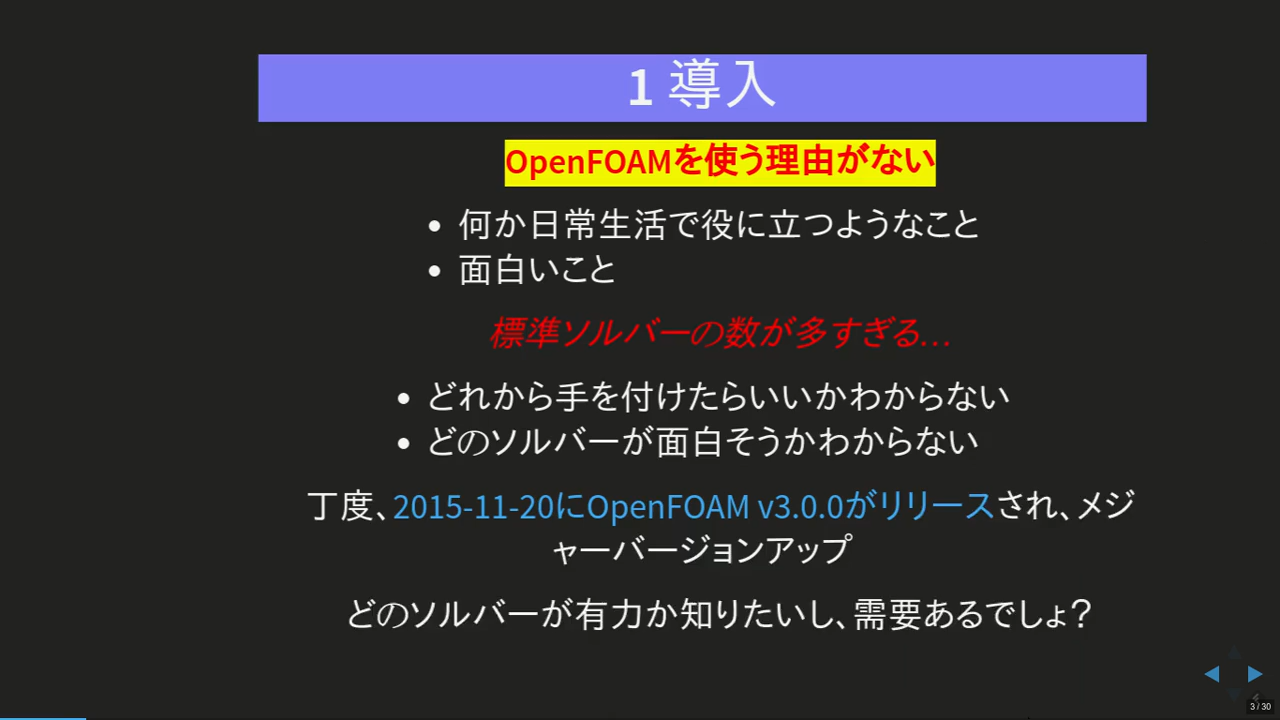 1 導入
OpenFOAMを使う理由がない
• 何か日常生活で役に立つようなこと
• 面白いこと
標準ソルバーの数が多すぎる…
• どれから手を付けたらいいかわからない
• どのソルバーが面白そうかわからない
丁度、2015-11-20にOpenFOAM v3.0.0がリリースされ、メジ
ャーバージョンアップ
どのソルバーが有力か知りたいし、需要あるでしょ?
3 / 30